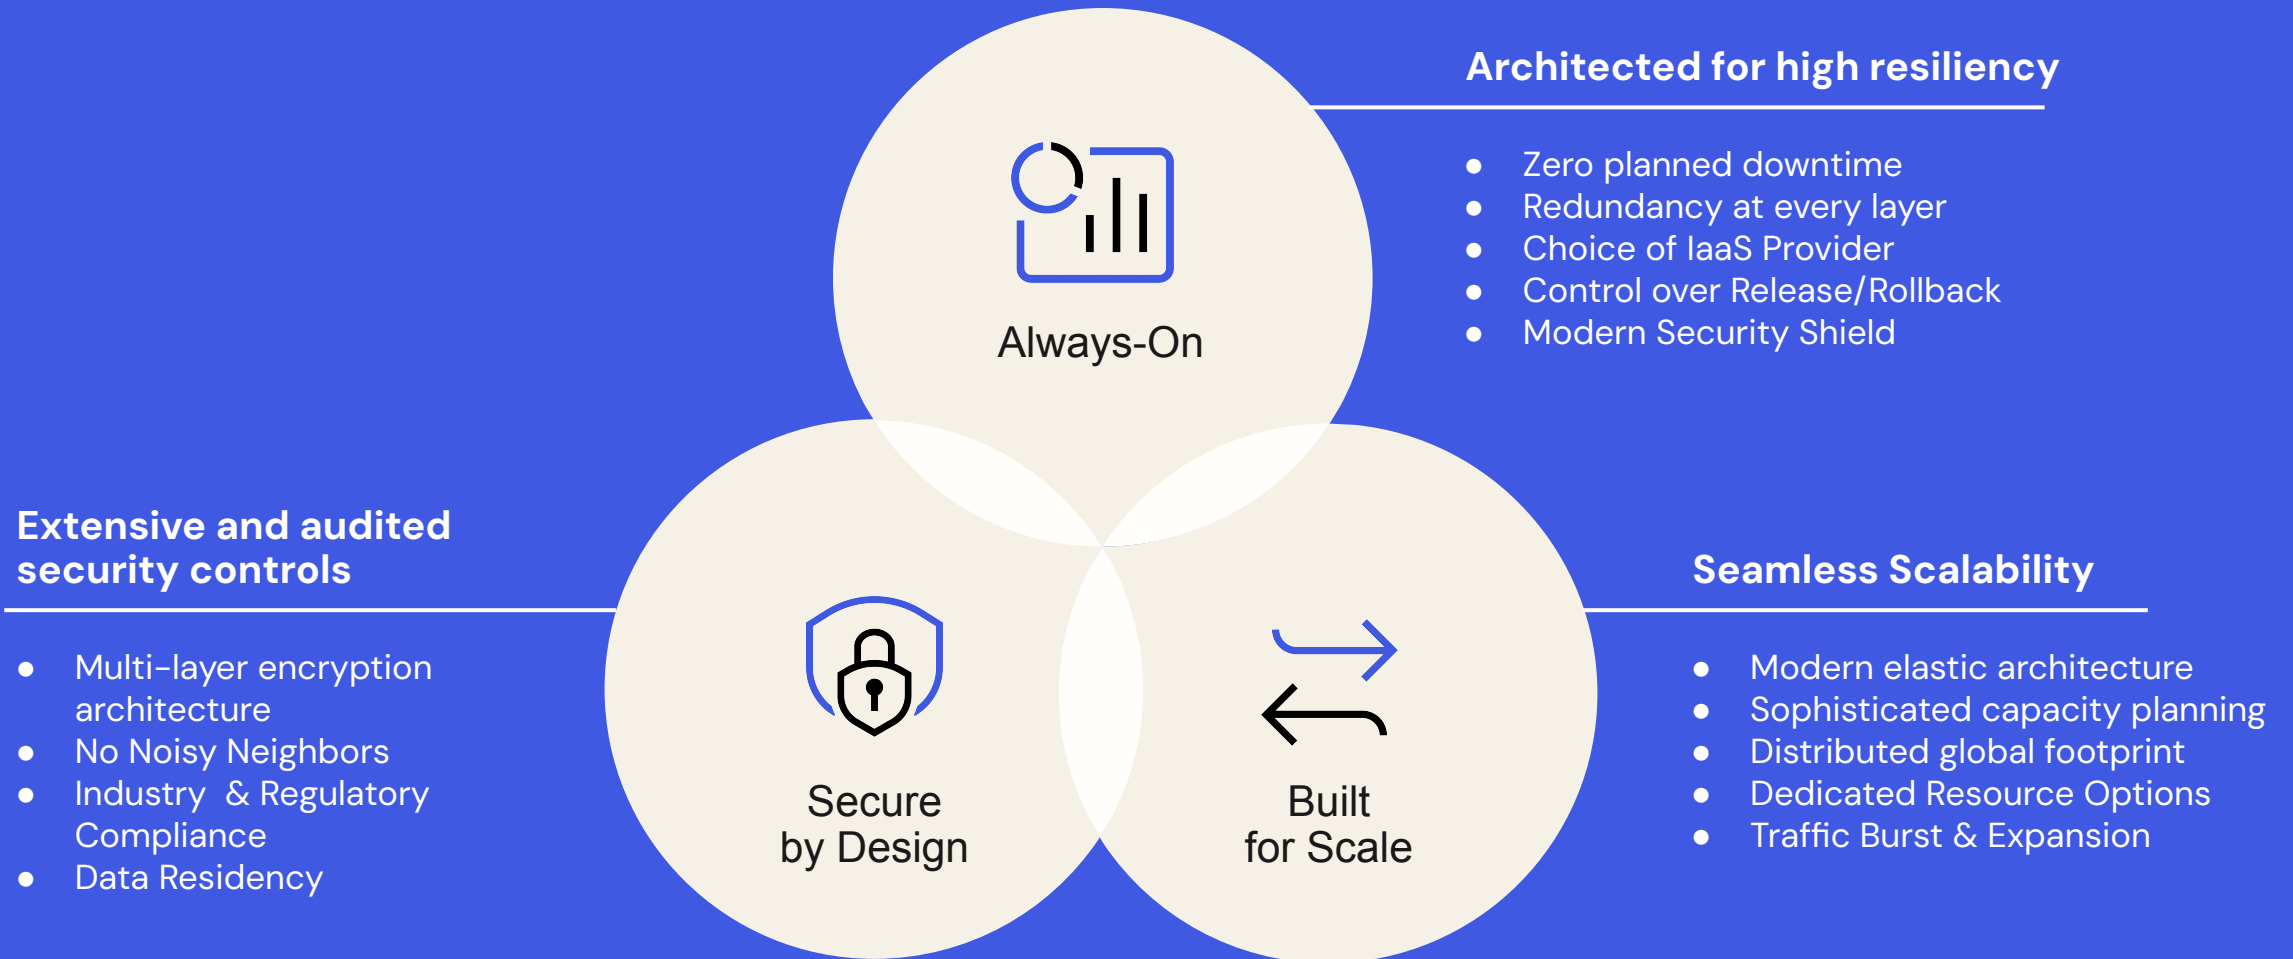 Architected for high resiliency
● Zero planned downtime
● Redundancy at every layer
● Choice of IaaS Provider
● Control over Release/Rollback
● Modern Security Shield
Always-On
Extensive and audited
security controls
● Multi-layer encryption
architecture
● No Noisy Neighbors
● Industry  & Regulatory
Compliance
● Data Residency
Secure
by Design
Built
for Scale
Seamless Scalability
● Modern elastic architecture
● Sophisticated capacity planning
● Distributed global footprint
● Dedicated Resource Options
● Traffic Burst & Expansion